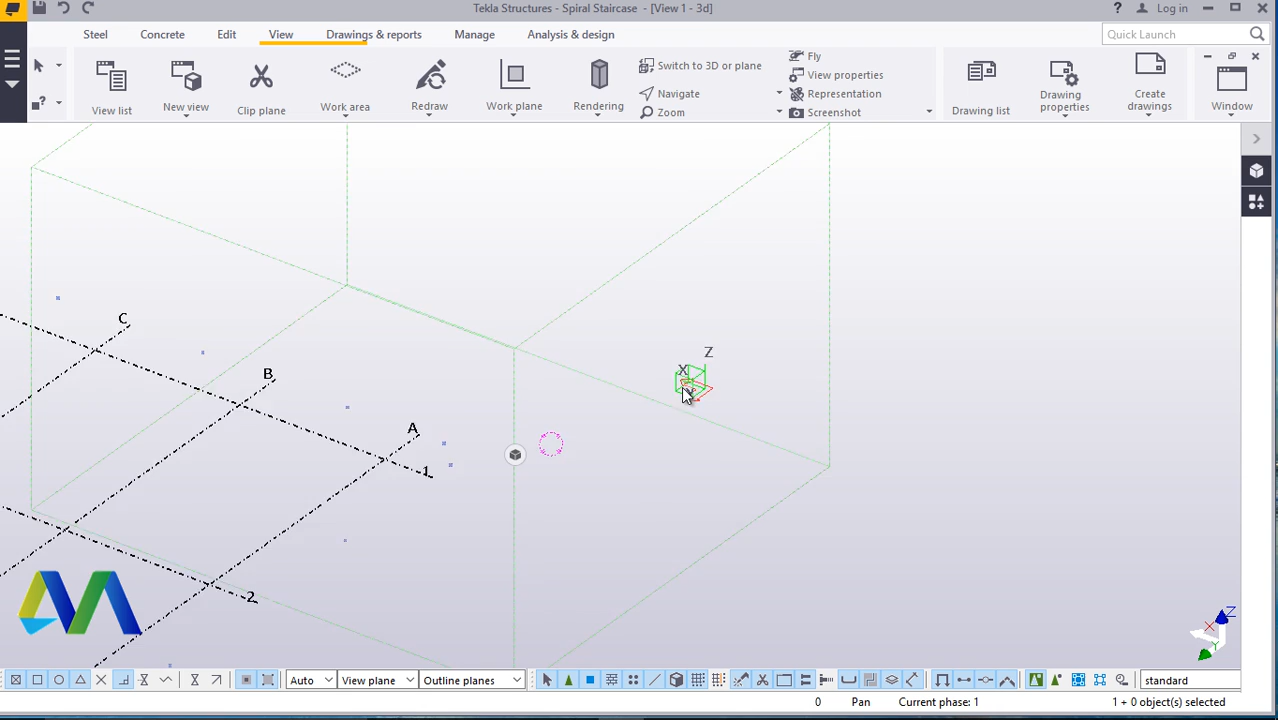 Tekla Structures - Spiral Staircase - [View 1 - 3d]
? Log in
Steel Concrete Edit View Drawings & reports Manage Analysis & design Quick Launch
View list
New view
Clip plane
Work area
Redraw
Work plane
Rendering
Switch to 3D or plane
Navigate
Zoom
Fly
View properties
Representation
Screenshot
Drawing list
Drawing properties
Create drawings
Window
C
B
A
1
2
Z
X
Z
X
Y
Auto View plane Outline planes standard
0 Pan Current phase: 1 1 + 0 object(s) selected